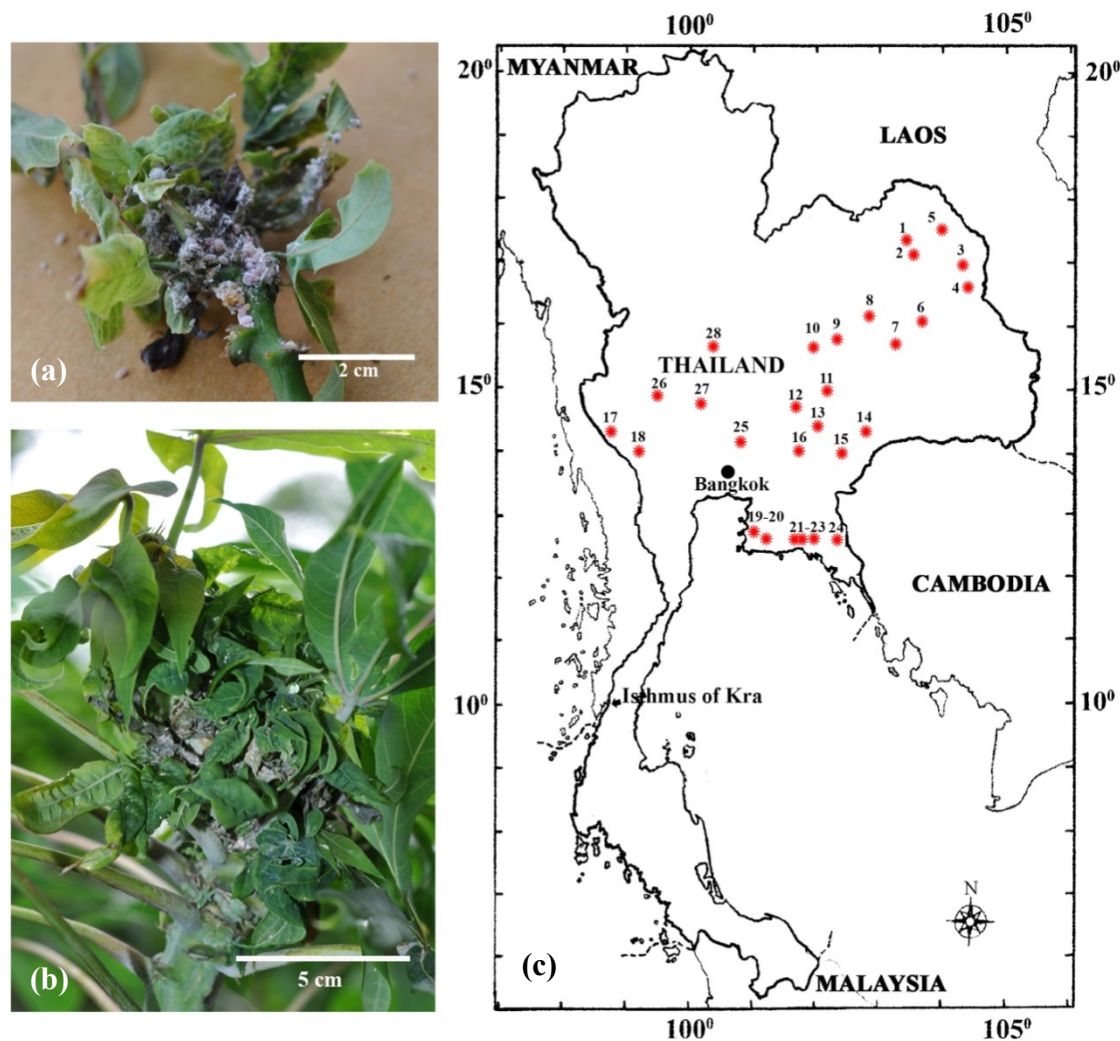 (a)
2 cm
(b)
5 cm
(c)
100⁰ 105⁰
20⁰ 20⁰
MYANMAR
LAOS
5
1
2
3
4
6
8
7
9
10
28
THAILAND
15⁰ 15⁰
26
27
11
12
13
14
17
18
25
16
15
Bangkok
19-20
21-23
24
CAMBODIA
10⁰ 10⁰
Isthmus of Kra
N
MALAYSIA
100⁰ 105⁰